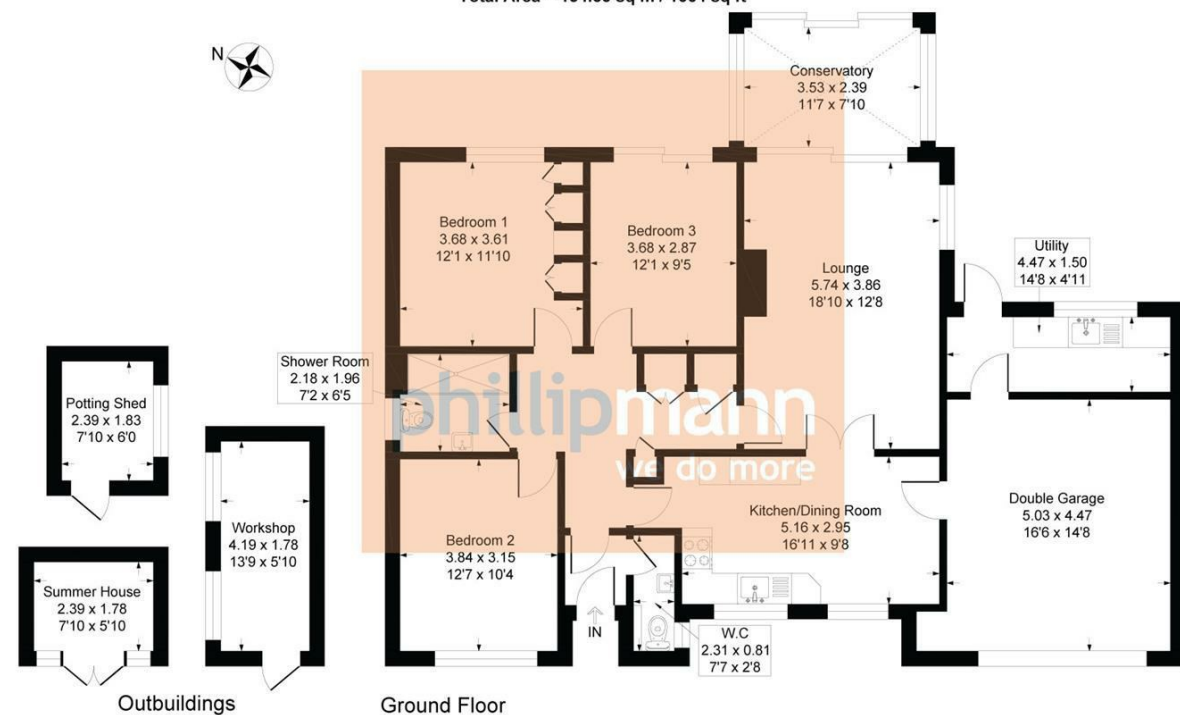 N
Conservatory
3.53 x 2.39
11'7 x 7'10
Bedroom 1
3.68 x 3.61
12'1 x 11'10
Bedroom 3
3.68 x 2.87
12'1 x 9'5
Lounge
5.74 x 3.86
18'10 x 12'8
Utility
4.47 x 1.50
14'8 x 4'11
Shower Room
2.18 x 1.96
7'2 x 6'5
phillipmann
we do more
Potting Shed
2.39 x 1.83
7'10 x 6'0
Workshop
4.19 x 1.78
13'9 x 5'10
Bedroom 2
3.84 x 3.15
12'7 x 10'4
Kitchen/Dining Room
5.16 x 2.95
16'11 x 9'8
Double Garage
5.03 x 4.47
16'6 x 14'8
Summer House
2.39 x 1.78
7'10 x 5'10
IN
W.C
2.31 x 0.81
7'7 x 2'8
Outbuildings
Ground Floor